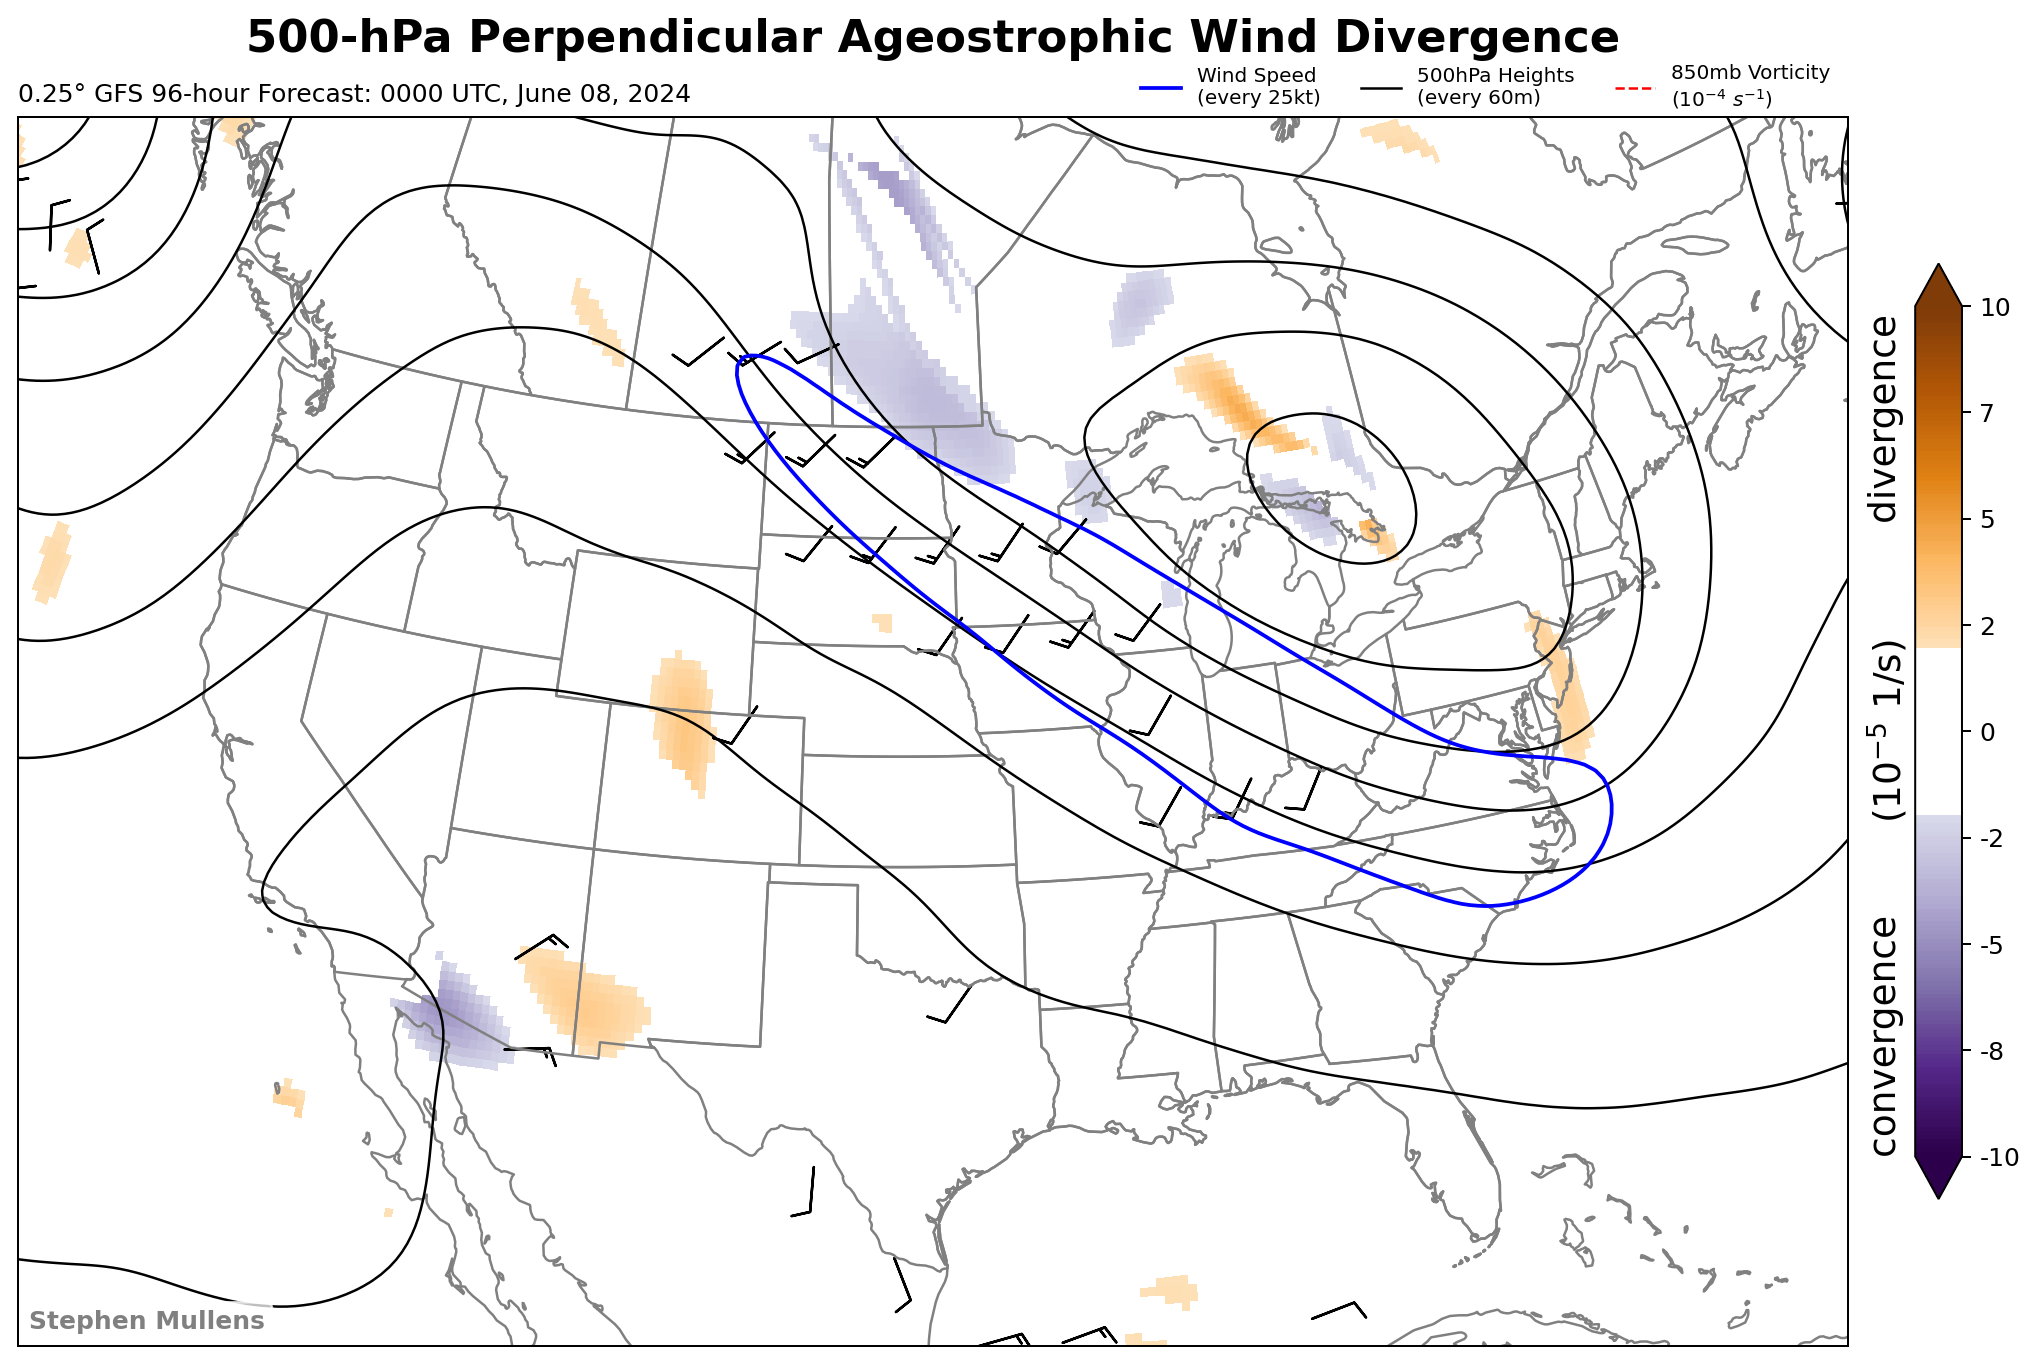 500-hPa Perpendicular Ageostrophic Wind Divergence
0.25° GFS 96-hour Forecast: 0000 UTC, June 08, 2024
Wind Speed
(every 25kt)
500hPa Heights
(every 60m)
850mb Vorticity
(10⁻⁴ s⁻¹)
10
7
5
2
0
-2
-5
-8
-10
convergence (10⁻⁵ 1/s) divergence
Stephen Mullens